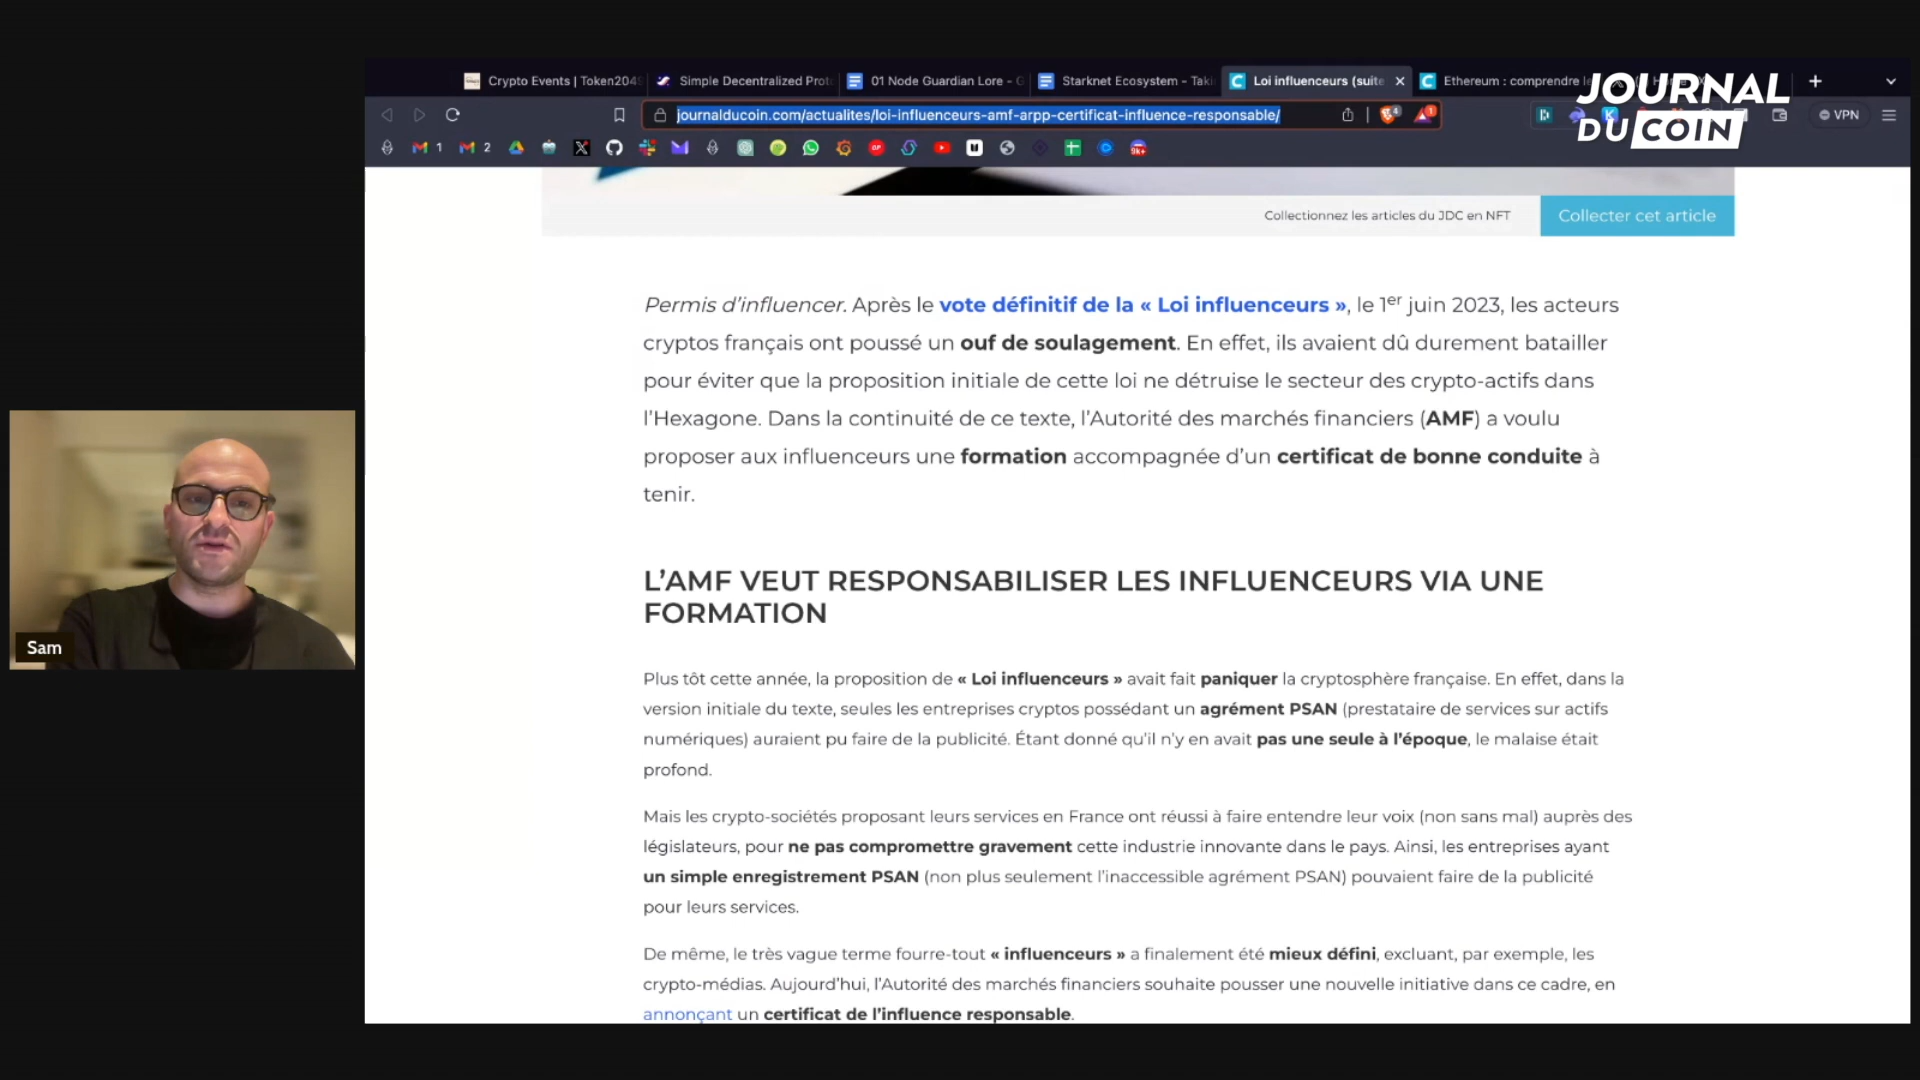 Crypto Events | Token2049
Simple Decentralized Prot
01 Node Guardian Lore - G
Starknet Ecosystem - Taki
Loi influenceurs (suite
Ethereum : comprendre le
JOURNAL
DU COIN
journalducoin.com/actualites/loi-influenceurs-amf-arpp-certificat-influence-responsable/
VPN
1
2
9k+
Collectionnez les articles du JDC en NFT
Collecter cet article
Permis d’influencer. Après le vote définitif de la « Loi influenceurs », le 1er juin 2023, les acteurs
cryptos français ont poussé un ouf de soulagement. En effet, ils avaient dû durement batailler
pour éviter que la proposition initiale de cette loi ne détruise le secteur des crypto-actifs dans
l’Hexagone. Dans la continuité de ce texte, l’Autorité des marchés financiers (AMF) a voulu
proposer aux influenceurs une formation accompagnée d’un certificat de bonne conduite à
tenir.
L’AMF VEUT RESPONSABILISER LES INFLUENCEURS VIA UNE
FORMATION
Plus tôt cette année, la proposition de « Loi influenceurs » avait fait paniquer la cryptosphère française. En effet, dans la
version initiale du texte, seules les entreprises cryptos possédant un agrément PSAN (prestataire de services sur actifs
numériques) auraient pu faire de la publicité. Étant donné qu’il n’y en avait pas une seule à l’époque, le malaise était
profond.
Mais les crypto-sociétés proposant leurs services en France ont réussi à faire entendre leur voix (non sans mal) auprès des
législateurs, pour ne pas compromettre gravement cette industrie innovante dans le pays. Ainsi, les entreprises ayant
un simple enregistrement PSAN (non plus seulement l’inaccessible agrément PSAN) pouvaient faire de la publicité
pour leurs services.
De même, le très vague terme fourre-tout « influenceurs » a finalement été mieux défini, excluant, par exemple, les
crypto-médias. Aujourd’hui, l’Autorité des marchés financiers souhaite pousser une nouvelle initiative dans ce cadre, en
annonçant un certificat de l’influence responsable.
Sam